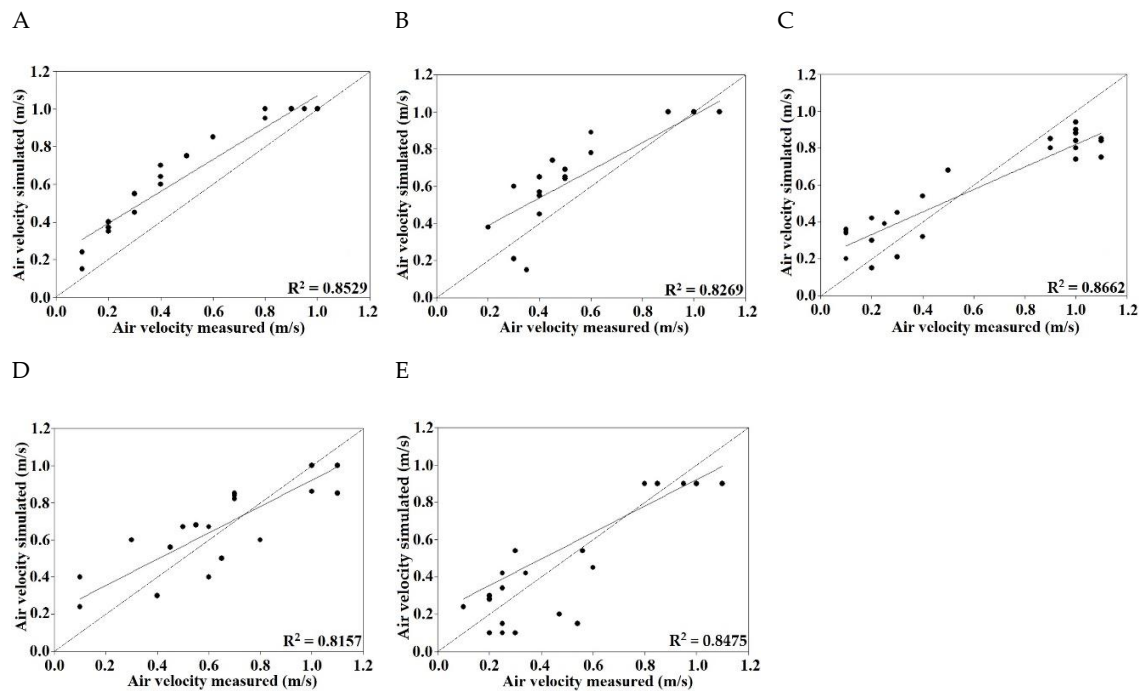 A
B
C
Air velocity simulated (m/s)
1.2
1.0
0.8
0.6
0.4
0.2
0.0
R² = 0.8529
0.0 0.2 0.4 0.6 0.8 1.0 1.2
Air velocity measured (m/s)
Air velocity simulated (m/s)
1.2
1.0
0.8
0.6
0.4
0.2
0.0
R² = 0.8269
0.0 0.2 0.4 0.6 0.8 1.0 1.2
Air velocity measured (m/s)
Air velocity simulated (m/s)
1.2
1.0
0.8
0.6
0.4
0.2
0.0
R² = 0.8662
0.0 0.2 0.4 0.6 0.8 1.0 1.2
Air velocity measured (m/s)
D
E
Air velocity simulated (m/s)
1.2
1.0
0.8
0.6
0.4
0.2
0.0
R² = 0.8157
0.0 0.2 0.4 0.6 0.8 1.0 1.2
Air velocity measured (m/s)
Air velocity simulated (m/s)
1.2
1.0
0.8
0.6
0.4
0.2
0.0
R² = 0.8475
0.0 0.2 0.4 0.6 0.8 1.0 1.2
Air velocity measured (m/s)